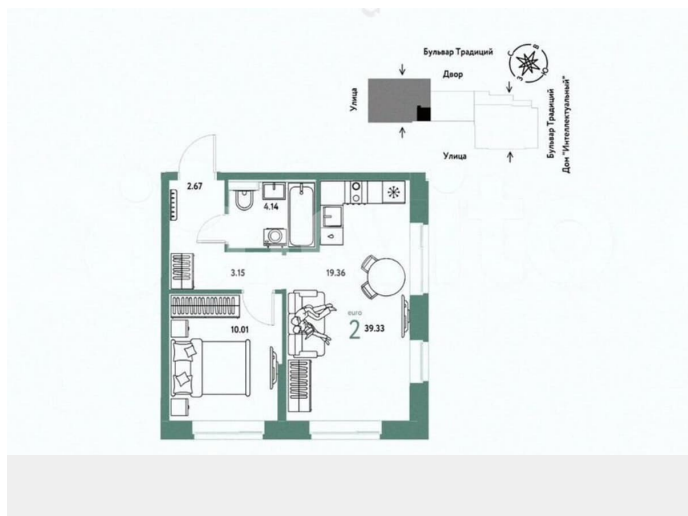 Бульвар Традиций
Двор
Улица
С
В
З
Ю
Бульвар Традиций
Дом "Интеллектуальный"
Улица
2.67
4.14
3.15
19.36
10.01
euro
2
39.33